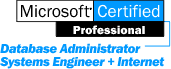 Microsoft Certified
Professional
Database Administrator
Systems Engineer + Internet